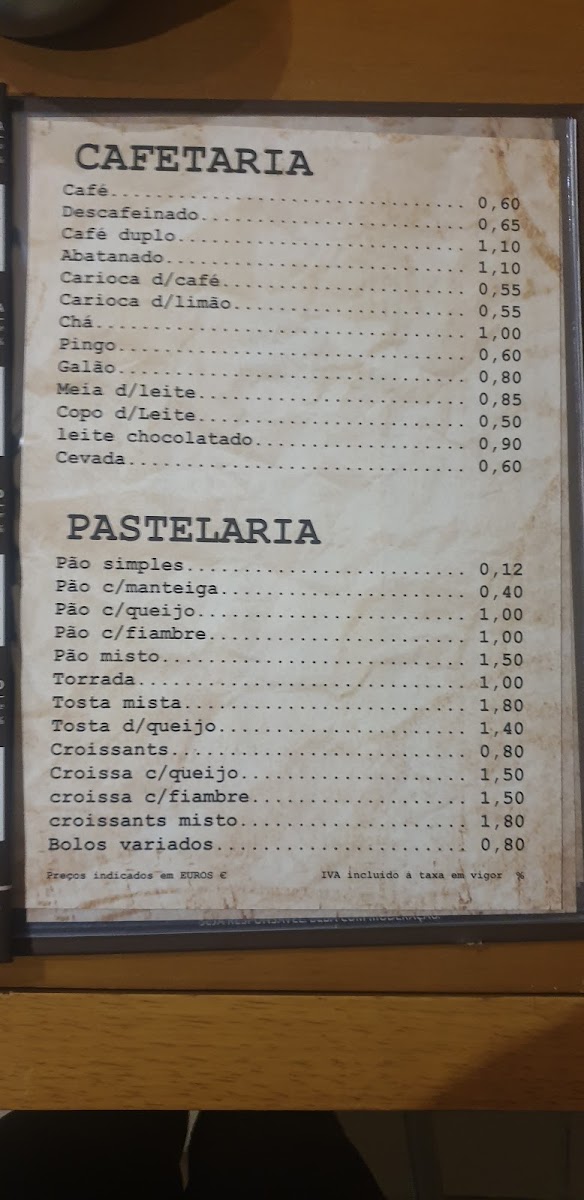 CAFETARIA
Café.................................. 0,60
Descafeinado.......................... 0,65
Café duplo............................ 1,10
Abatanado............................. 1,10
Carioca d/café........................ 0,55
Carioca d/limão....................... 0,55
Chá................................... 1,00
Pingo................................. 0,60
Galão................................. 0,80
Meia d/leite.......................... 0,85
Copo d/Leite.......................... 0,50
leite chocolatado..................... 0,90
Cevada................................ 0,60
PASTELARIA
Pão simples........................... 0,12
Pão c/manteiga........................ 0,40
Pão c/queijo.......................... 1,00
Pão c/fiambre......................... 1,00
Pão misto............................. 1,50
Torrada............................... 1,00
Tosta mista........................... 1,80
Tosta d/queijo........................ 1,40
Croissants............................ 0,80
Croissa c/queijo...................... 1,50
croissa c/fiambre..................... 1,50
croissants misto...................... 1,80
Bolos variados........................ 0,80
Preços indicados em EUROS € IVA incluido á taxa em vigor %